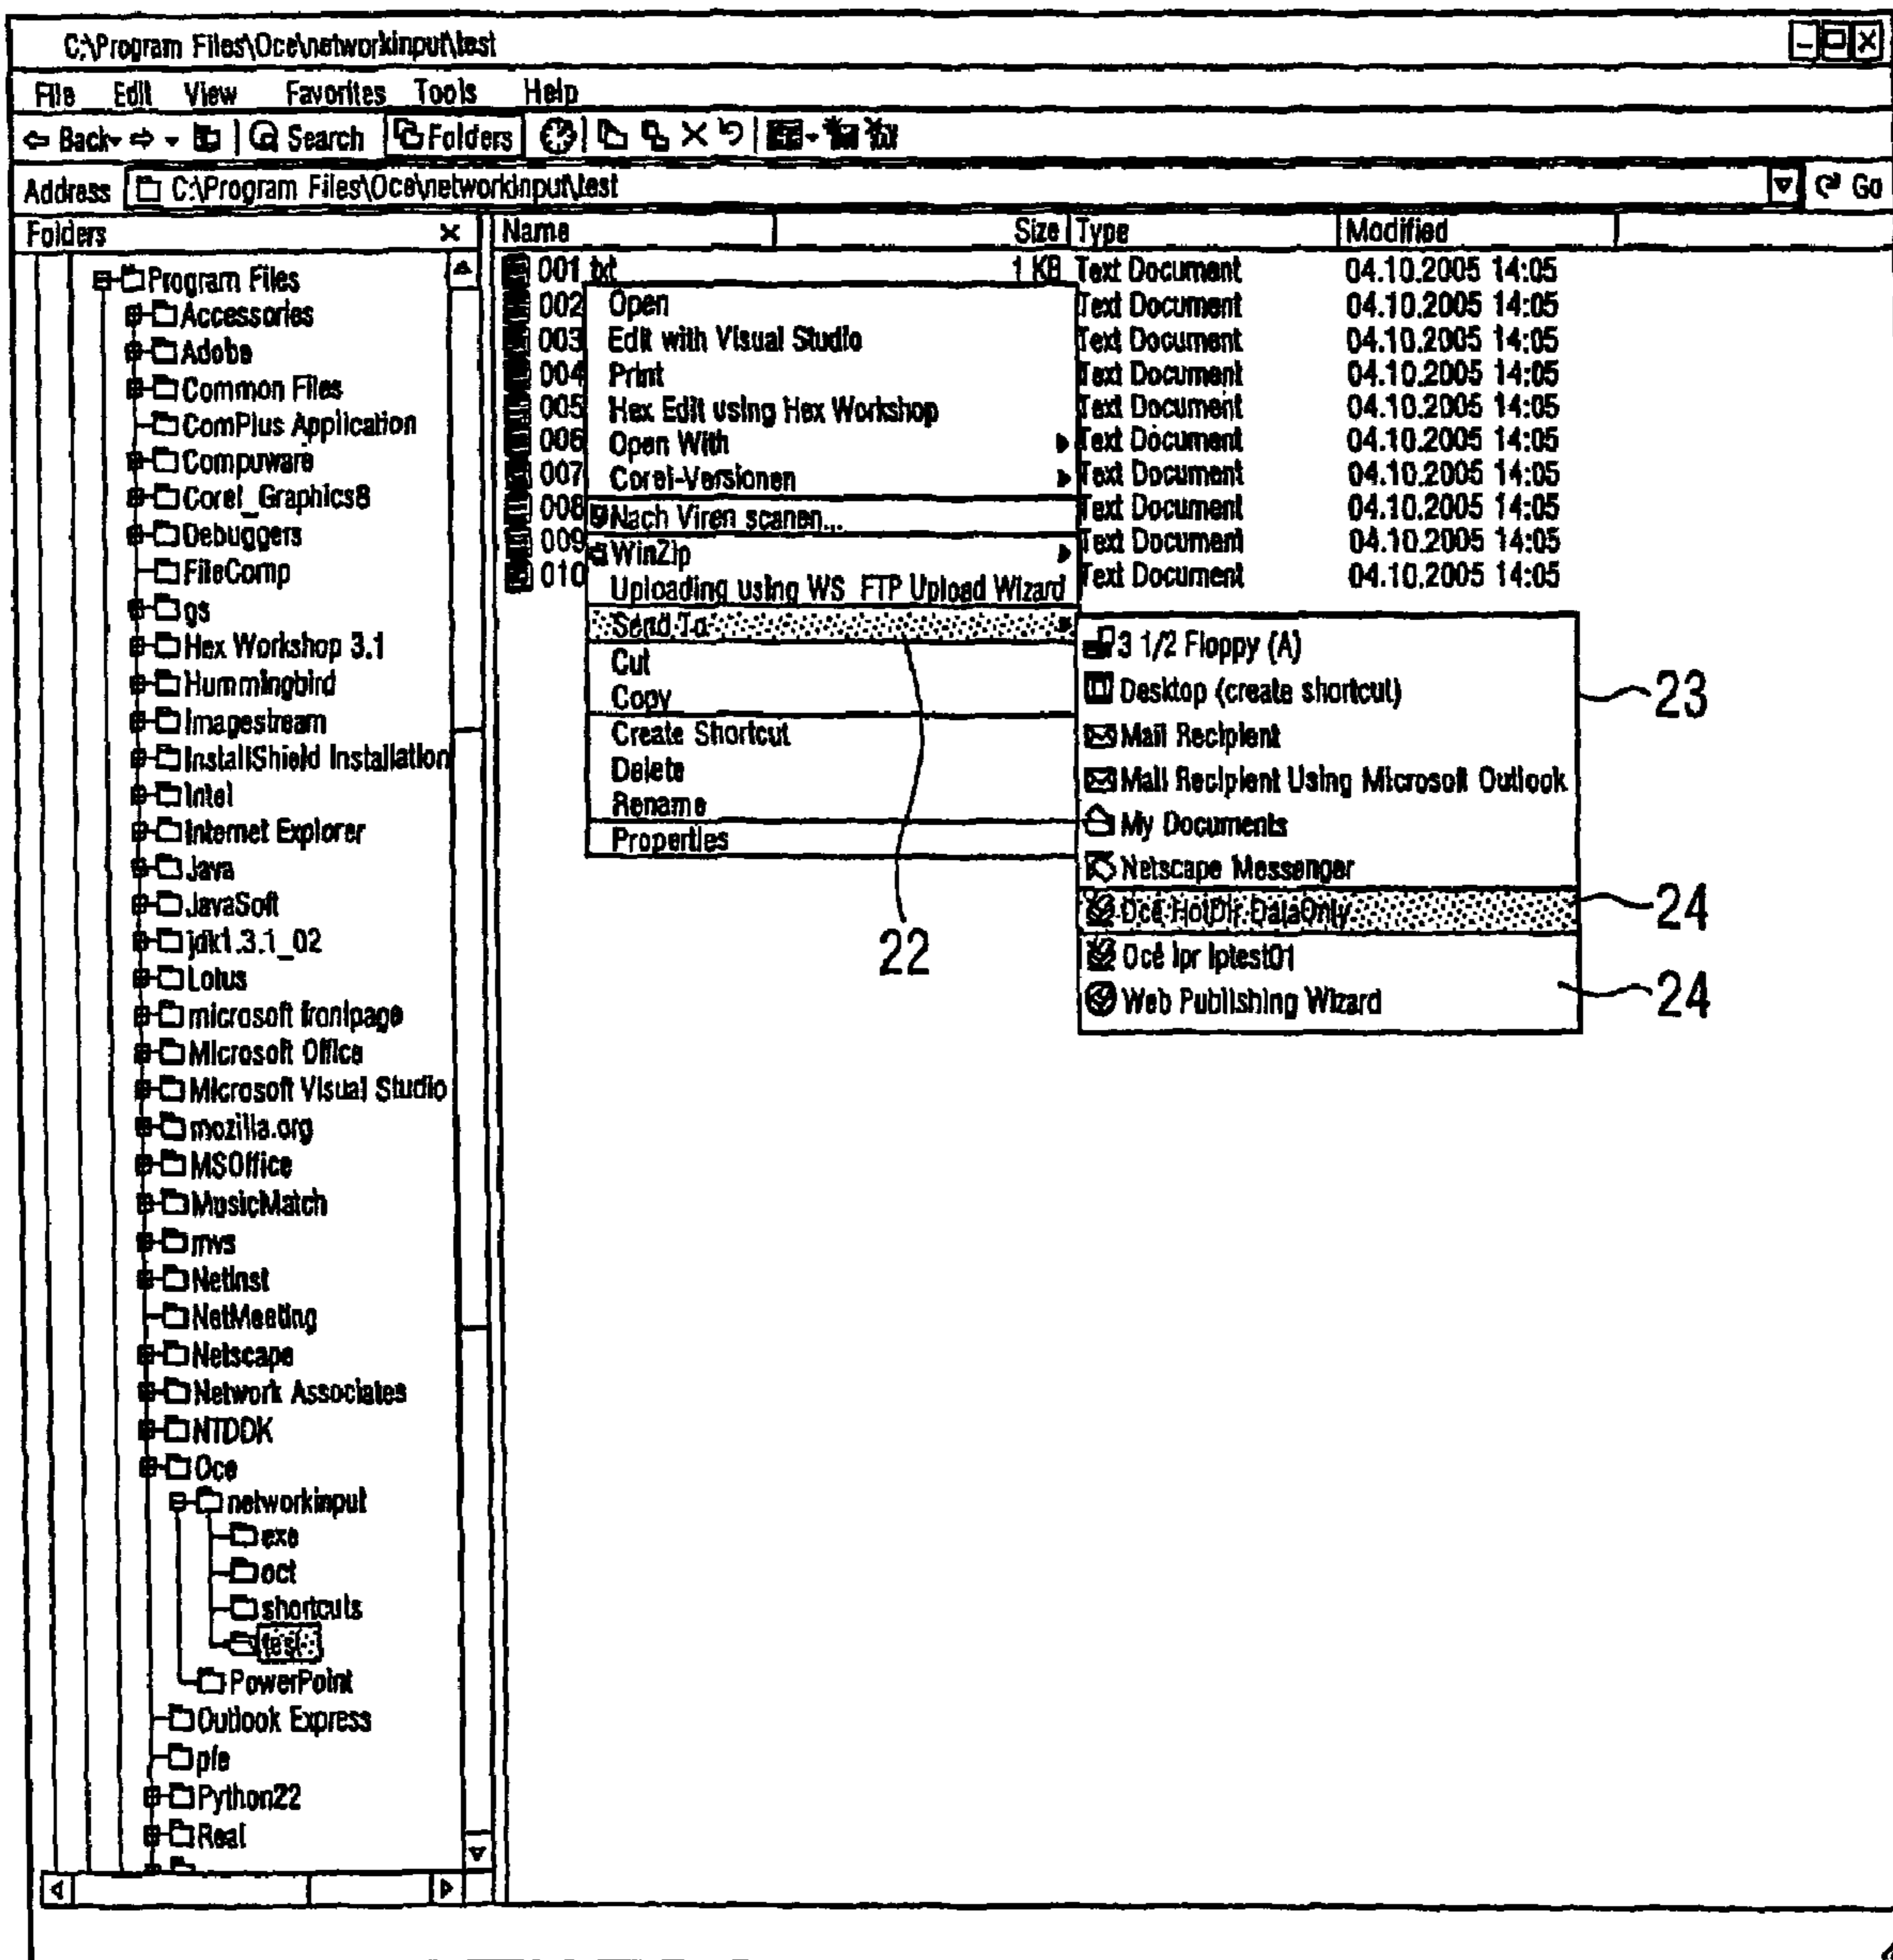 C:\Program Files\Oce\networkinput\test
File Edit View Favorites Tools Help
Back Search Folders
Address C:\Program Files\Oce\networkinput\test Go
Folders
Program Files
Accessories
Adobe
Common Files
ComPlus Application
Compuware
Corel_Graphics8
Debuggers
FileComp
gs
Hex Workshop 3.1
Hummingbird
Imagestream
InstallShield Installation
Intel
Internet Explorer
Java
JavaSoft
jdk1.3.1_02
Lotus
microsoft frontpage
Microsoft Office
Microsoft Visual Studio
mozilla.org
MSOffice
MusicMatch
mvs
NetInst
NetMeeting
Netscape
Network Associates
NTDDK
Oce
networkinput
exe
oct
shortcuts
test
PowerPoint
Outlook Express
pfe
Python22
Real
Name Size Type Modified
001.txt 1 KB Text Document 04.10.2005 14:05
002 Text Document 04.10.2005 14:05
003 Text Document 04.10.2005 14:05
004 Text Document 04.10.2005 14:05
005 Text Document 04.10.2005 14:05
006 Text Document 04.10.2005 14:05
007 Text Document 04.10.2005 14:05
008 Text Document 04.10.2005 14:05
009 Text Document 04.10.2005 14:05
010 Text Document 04.10.2005 14:05
Open
Edit with Visual Studio
Print
Hex Edit using Hex Workshop
Open With
Corel-Versionen
Nach Viren scanen...
WinZip
Uploading using WS_FTP Upload Wizard
Send To
Cut
Copy
Create Shortcut
Delete
Rename
Properties
22
3 1/2 Floppy (A)
Desktop (create shortcut)
Mail Recipient
Mail Recipient Using Microsoft Outlook
My Documents
Netscape Messenger
Océ HotDir DataOnly
Océ lpr lptest01
Web Publishing Wizard
23
24
24